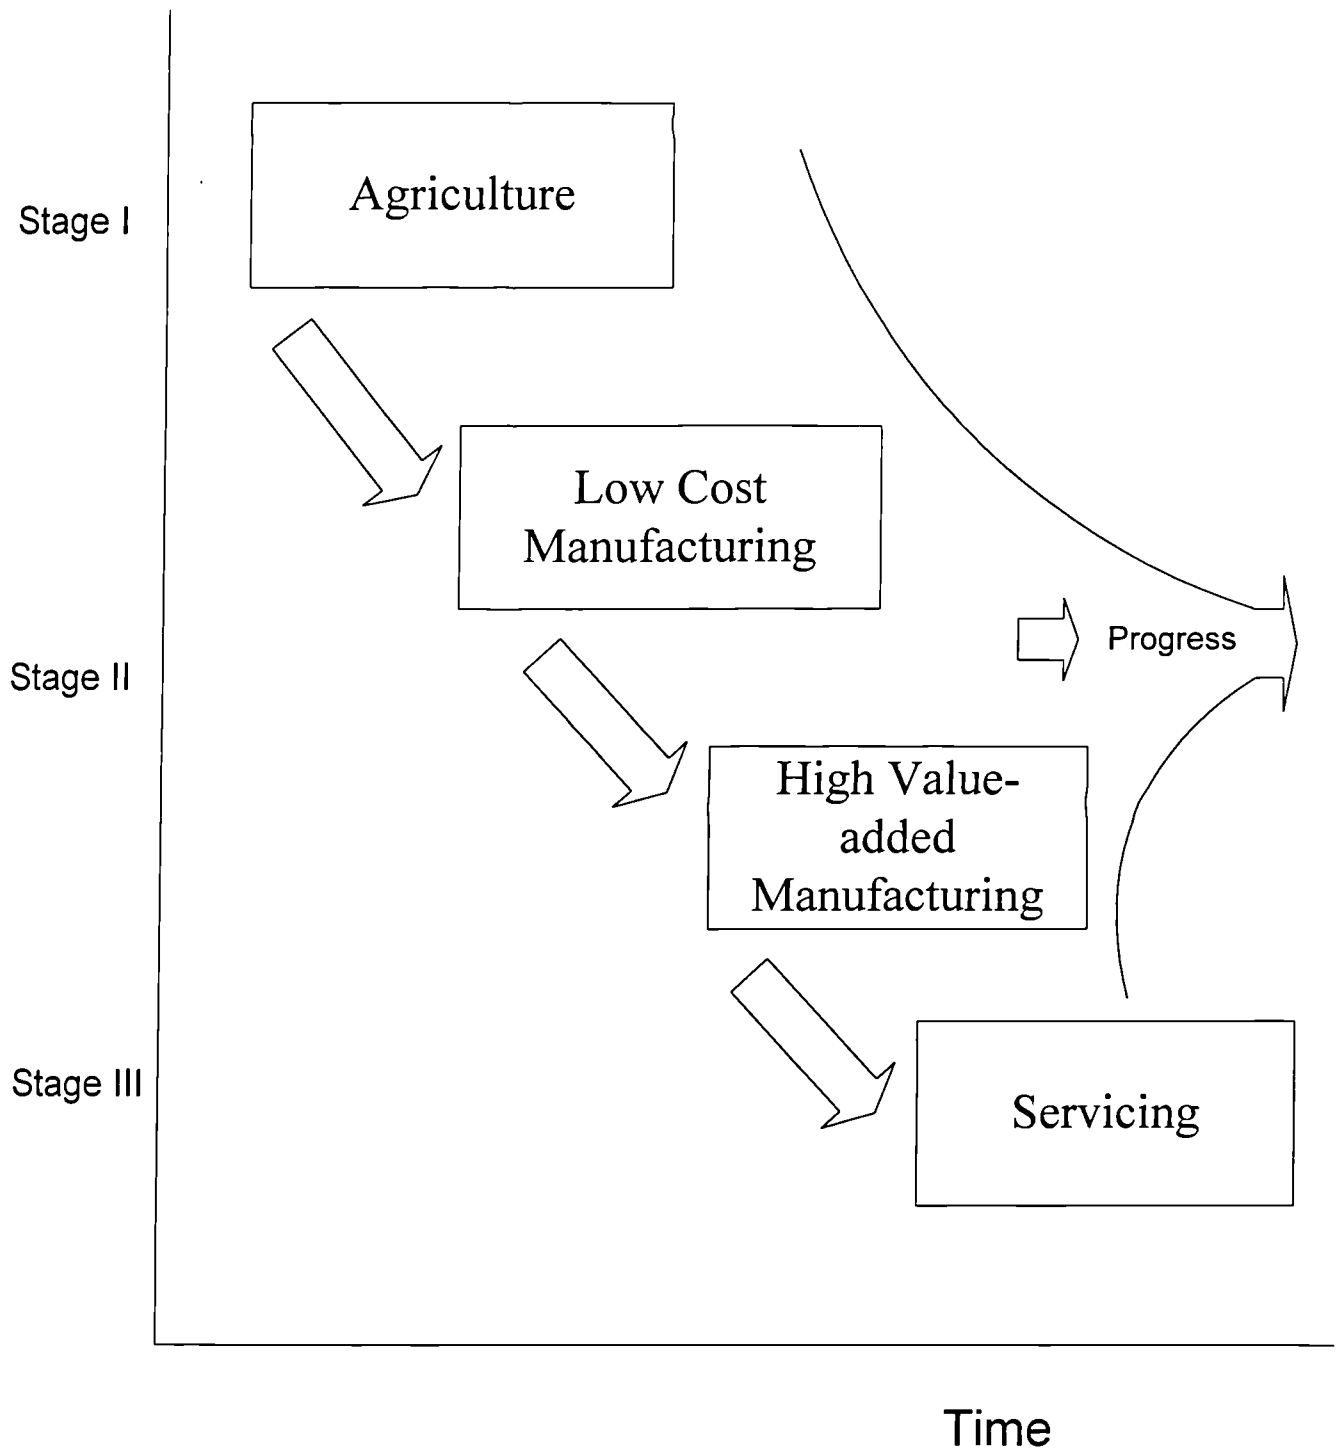 Agriculture
Stage I
Low Cost
Manufacturing
Progress
Stage II
High Value-
added
Manufacturing
Stage III
Servicing
Time